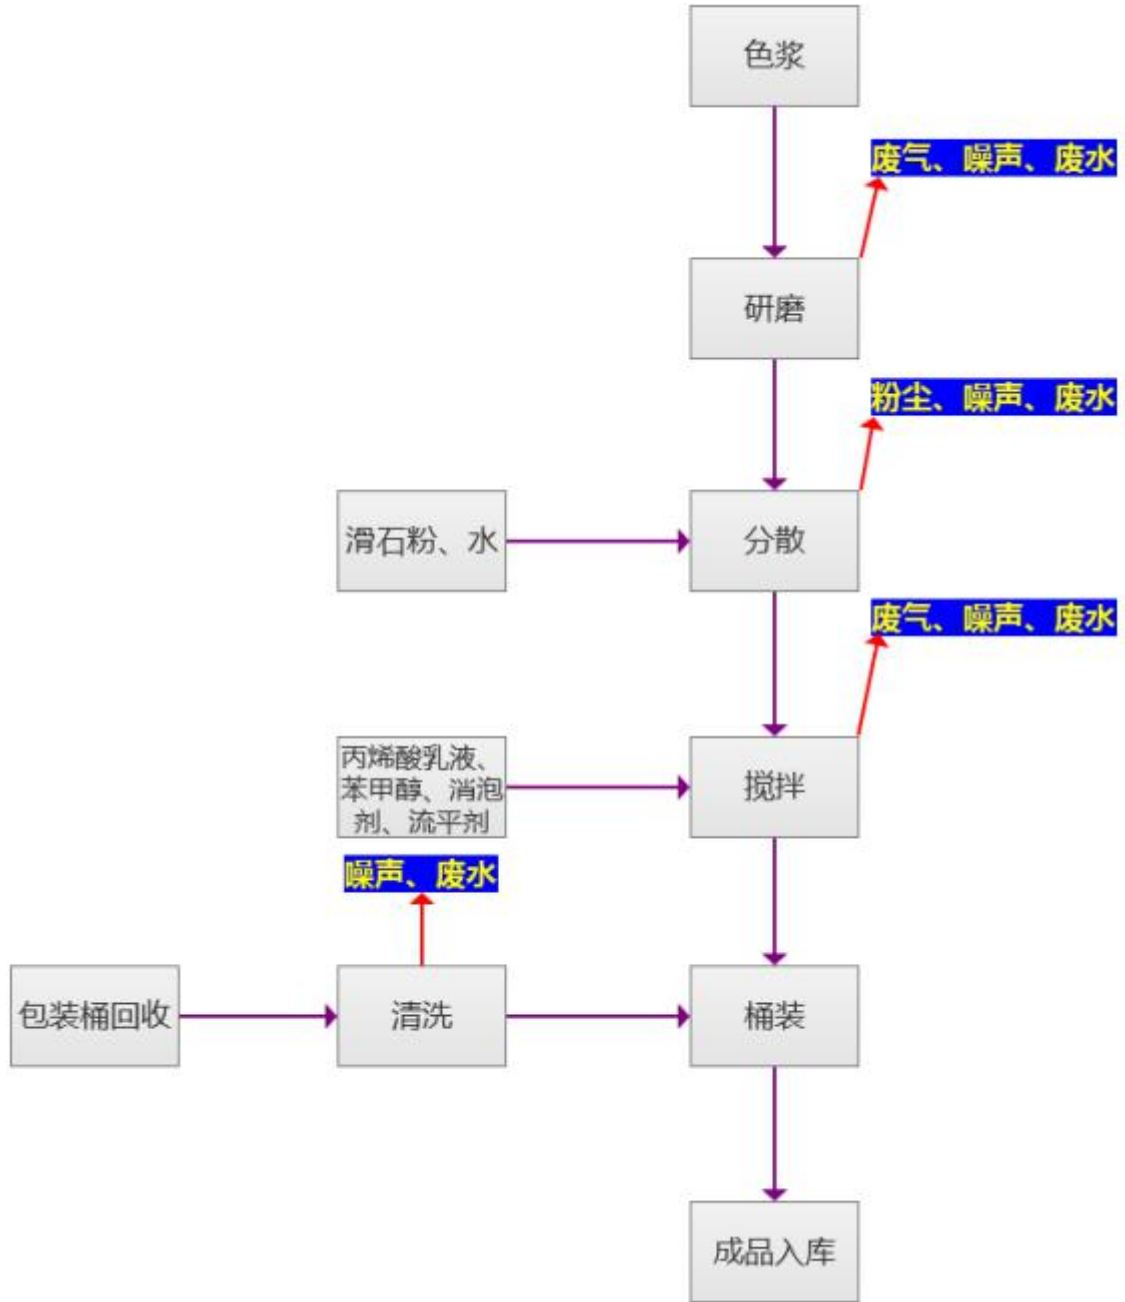 色浆
废气、噪声、废水
研磨
粉尘、噪声、废水
滑石粉、水
分散
废气、噪声、废水
丙烯酸乳液、
苯甲醇、消泡
剂、流平剂
搅拌
噪声、废水
包装桶回收
清洗
桶装
成品入库